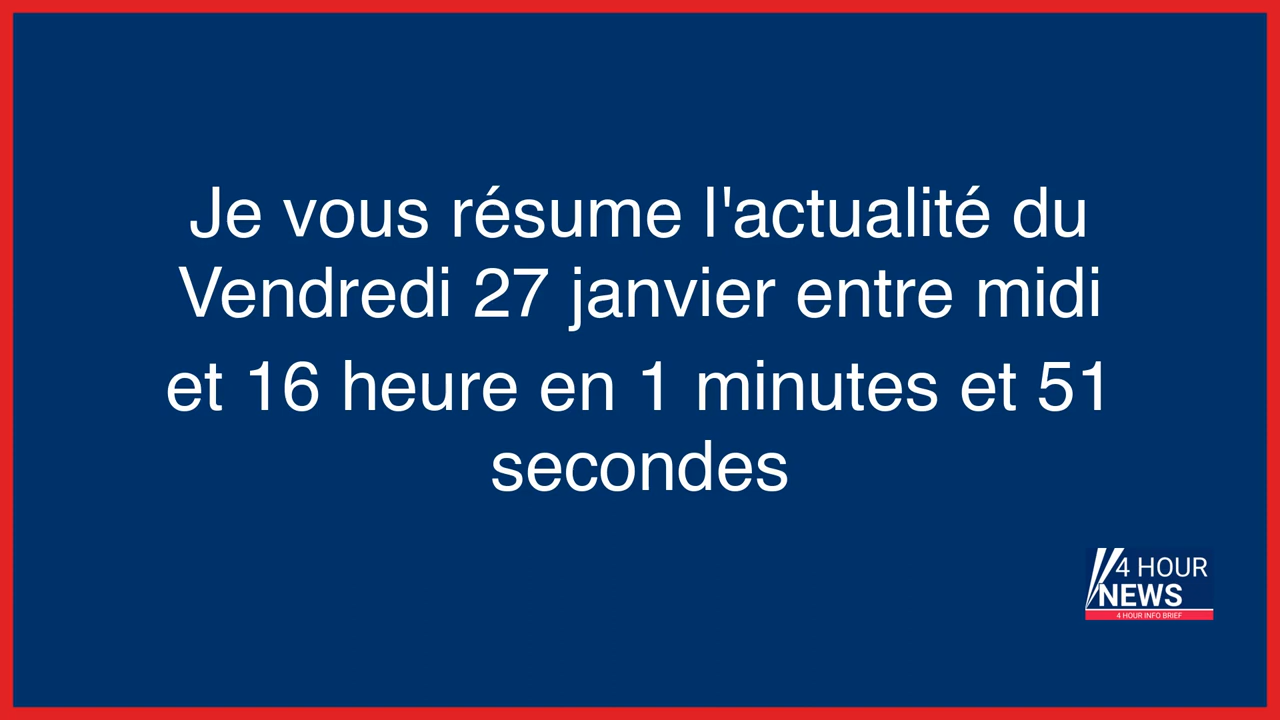 Je vous résume l'actualité du
Vendredi 27 janvier entre midi
et 16 heure en 1 minutes et 51
secondes
4 HOUR
NEWS
4 HOUR INFO BRIEF